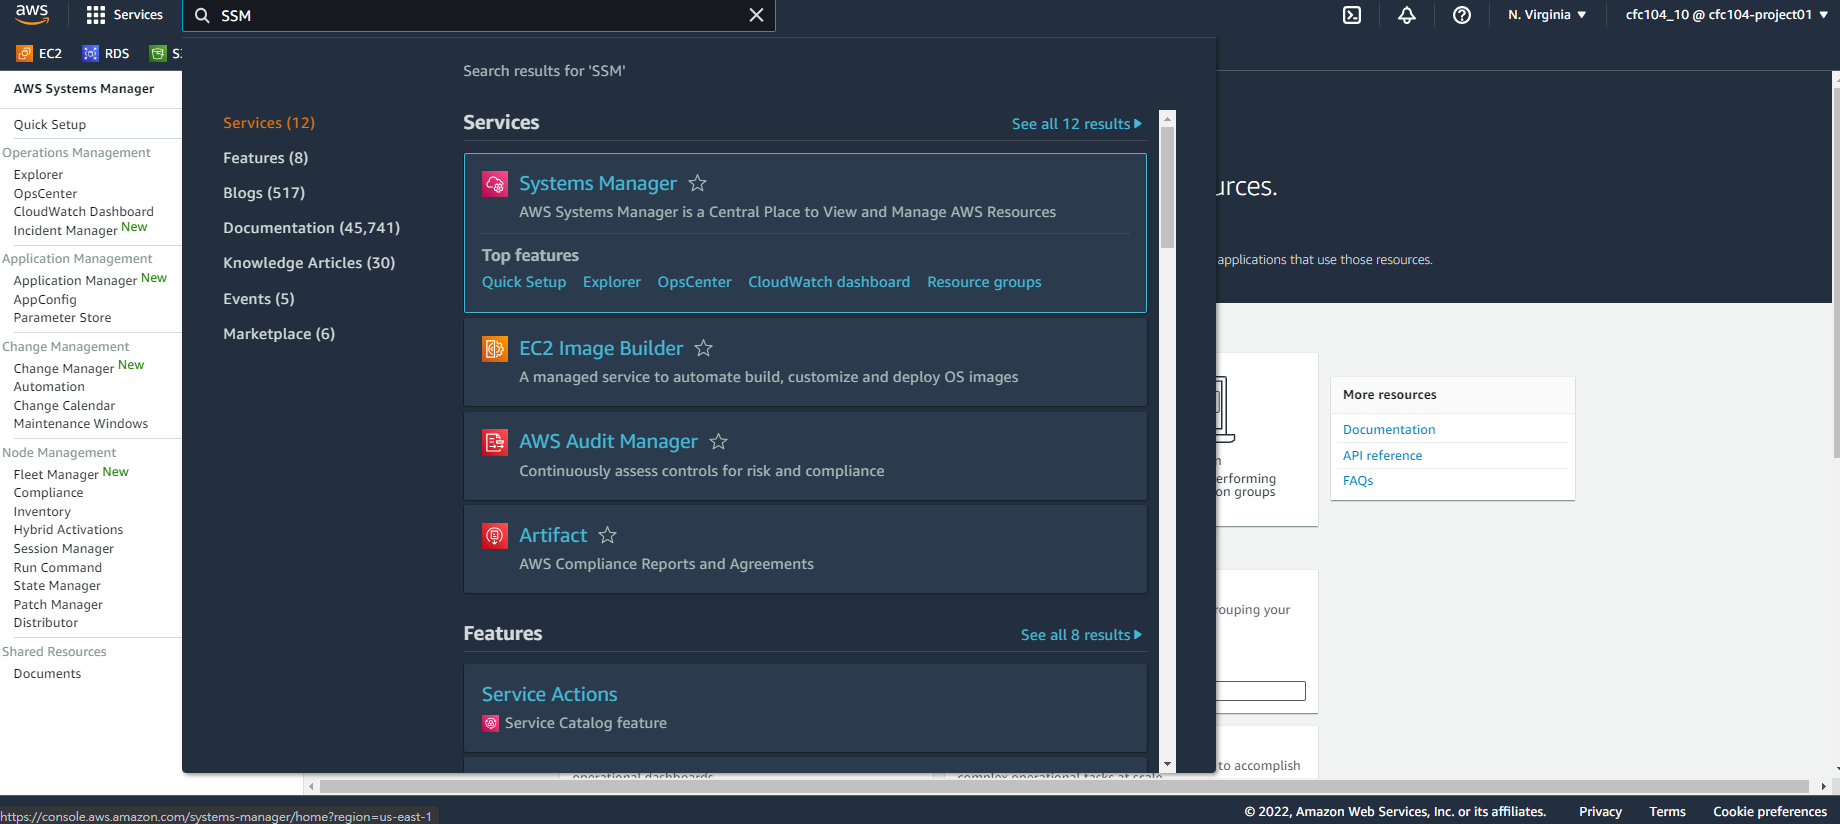 aws
Services
SSM
N. Virginia
cfc104_10 @ cfc104-project01
EC2
RDS
AWS Systems Manager
Quick Setup
Operations Management
Explorer
OpsCenter
CloudWatch Dashboard
Incident Manager New
Application Management
Application Manager New
AppConfig
Parameter Store
Change Management
Change Manager New
Automation
Change Calendar
Maintenance Windows
Node Management
Fleet Manager New
Compliance
Inventory
Hybrid Activations
Session Manager
Run Command
State Manager
Patch Manager
Distributor
Shared Resources
Documents
Search results for 'SSM'
Services (12)
Features (8)
Blogs (517)
Documentation (45,741)
Knowledge Articles (30)
Events (5)
Marketplace (6)
Services
See all 12 results
Systems Manager
AWS Systems Manager is a Central Place to View and Manage AWS Resources
Top features
Quick Setup Explorer OpsCenter CloudWatch dashboard Resource groups
EC2 Image Builder
A managed service to automate build, customize and deploy OS images
AWS Audit Manager
Continuously assess controls for risk and compliance
Artifact
AWS Compliance Reports and Agreements
Features
See all 8 results
Service Actions
Service Catalog feature
urces.
applications that use those resources.
erforming
on groups
More resources
Documentation
API reference
FAQs
rouping your
to accomplish
operational dashboards
complex operational tasks at scale
https://console.aws.amazon.com/systems-manager/home?region=us-east-1
© 2022, Amazon Web Services, Inc. or its affiliates.
Privacy
Terms
Cookie preferences